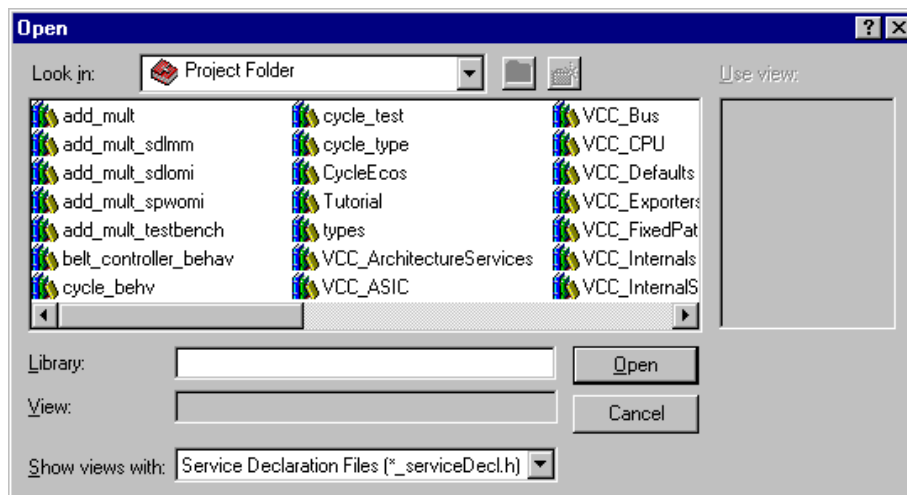 Open
Look in: Project Folder
Use view:
add_mult cycle_test VCC_Bus
add_mult_sdlmm cycle_type VCC_CPU
add_mult_sdlomi CycleEcos VCC_Defaults
add_mult_spwomi Tutorial VCC_Exporters
add_mult_testbench types VCC_FixedPat
belt_controller_behav VCC_ArchitectureServices VCC_Internals
cycle_behv VCC_ASIC VCC_InternalS
Library: Open
View: Cancel
Show views with: Service Declaration Files (*_serviceDecl.h)